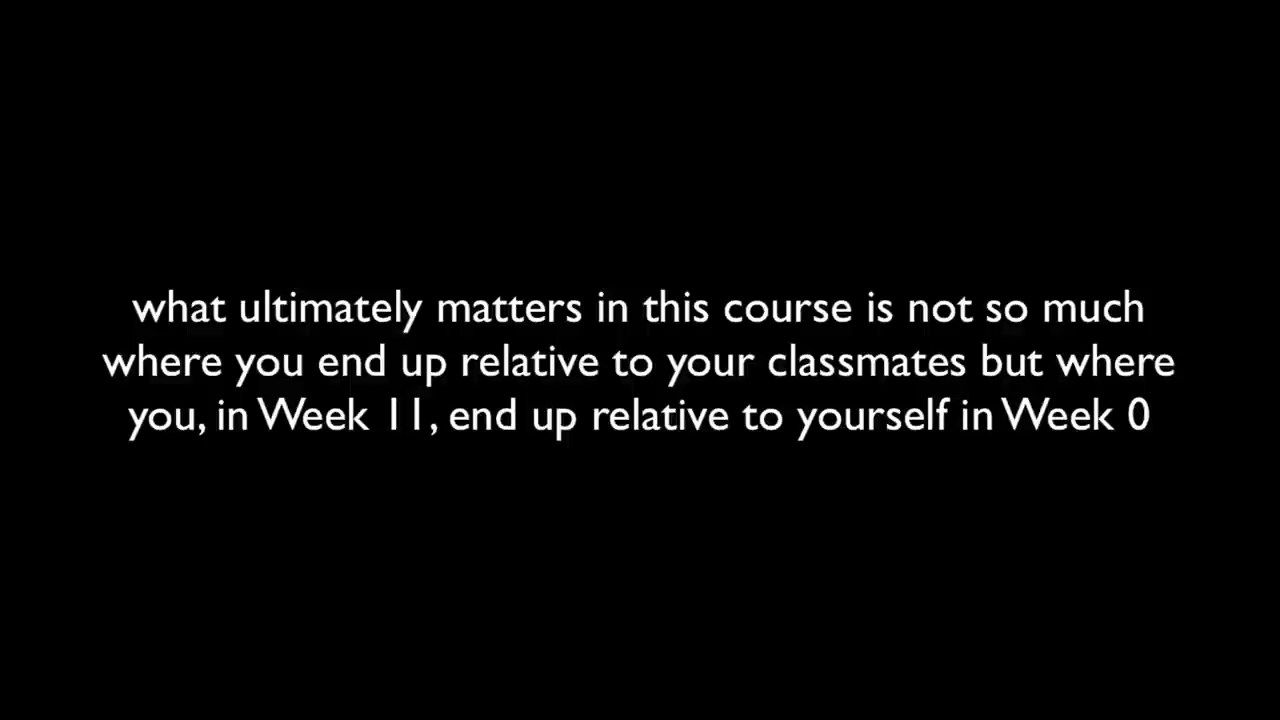 what ultimately matters in this course is not so much
where you end up relative to your classmates but where
you, in Week 11, end up relative to yourself in Week 0